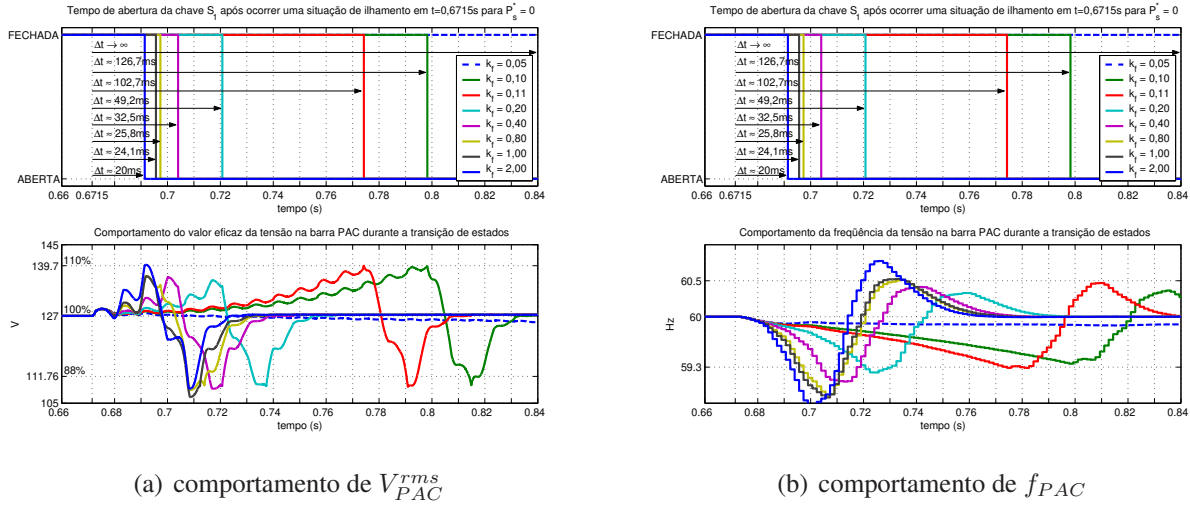 Tempo de abertura da chave S1 após ocorrer uma situação de ilhamento em t=0,6715s para P*s = 0
FECHADA
ABERTA
Δt → ∞
Δt ≈ 126,7ms
Δt ≈ 102,7ms
Δt ≈ 49,2ms
Δt ≈ 32,5ms
Δt ≈ 25,8ms
Δt ≈ 24,1ms
Δt ≈ 20ms
kf = 0,05
kf = 0,10
kf = 0,11
kf = 0,20
kf = 0,40
kf = 0,80
kf = 1,00
kf = 2,00
0.66 0.6715 0.7 0.72 0.74 0.76 0.78 0.8 0.82 0.84
tempo (s)
Comportamento do valor eficaz da tensão na barra PAC durante a transição de estados
145
139.7
127
111.76
105
110%
100%
88%
V
0.66 0.68 0.7 0.72 0.74 0.76 0.78 0.8 0.82 0.84
tempo (s)
(a) comportamento de V^rms_PAC
Tempo de abertura da chave S1 após ocorrer uma situação de ilhamento em t=0,6715s para P*s = 0
FECHADA
ABERTA
Δt → ∞
Δt ≈ 126,7ms
Δt ≈ 102,7ms
Δt ≈ 49,2ms
Δt ≈ 32,5ms
Δt ≈ 25,8ms
Δt ≈ 24,1ms
Δt ≈ 20ms
kf = 0,05
kf = 0,10
kf = 0,11
kf = 0,20
kf = 0,40
kf = 0,80
kf = 1,00
kf = 2,00
0.66 0.6715 0.7 0.72 0.74 0.76 0.78 0.8 0.82 0.84
tempo (s)
Comportamento da freqüência da tensão na barra PAC durante a transição de estados
60.5
60
59.3
Hz
0.66 0.68 0.7 0.72 0.74 0.76 0.78 0.8 0.82 0.84
tempo (s)
(b) comportamento de f_PAC